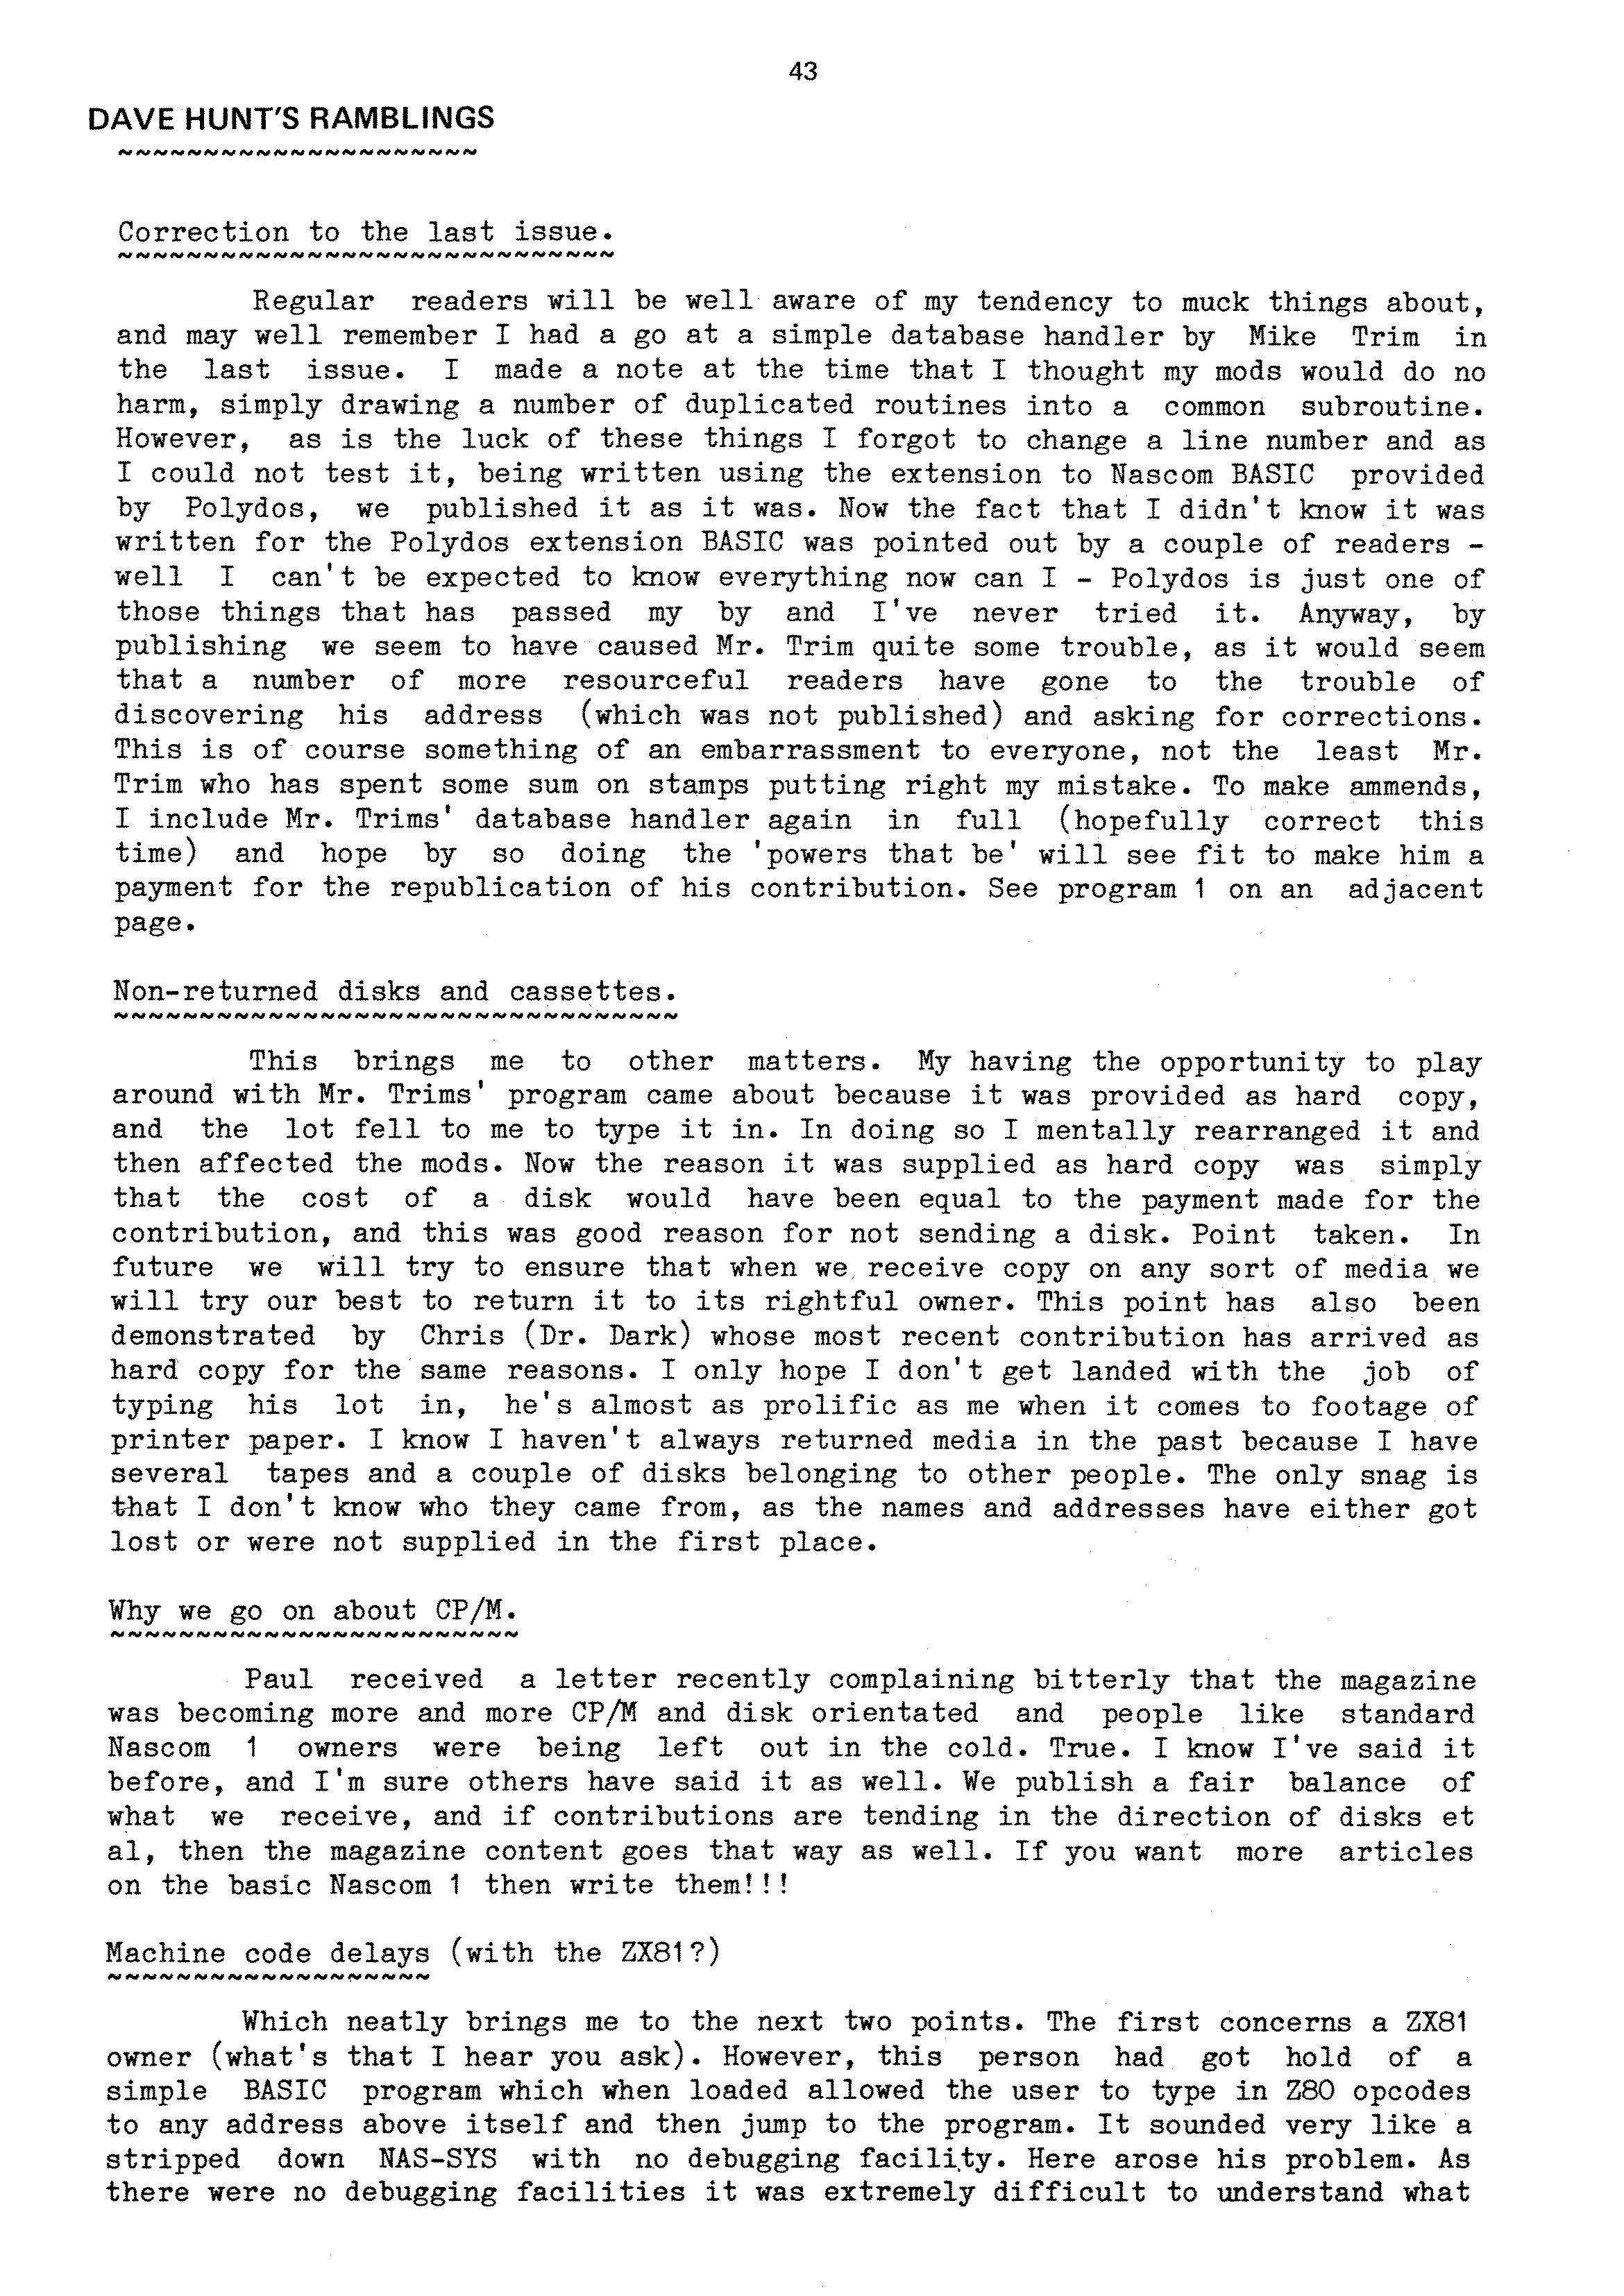 43
DAVE HUNT'S RAMBLINGS
~~~~~~~~~~~~~~~~~~~~~
Correction to the last issue.
~~~~~~~~~~~~~~~~~~~~~~~~~~~~~
Regular readers will be well aware of my tendency to muck things about,
and may well remember I had a go at a simple database handler by Mike Trim in
the last issue. I made a note at the time that I thought my mods would do no
harm, simply drawing a number of duplicated routines into a common subroutine.
However, as is the luck of these things I forgot to change a line number and as
I could not test it, being written using the extension to Nascom BASIC provided
by Polydos, we published it as it was. Now the fact that I didn't know it was
written for the Polydos extension BASIC was pointed out by a couple of readers -
well I can't be expected to know everything now can I - Polydos is just one of
those things that has passed my by and I've never tried it. Anyway, by
publishing we seem to have caused Mr. Trim quite some trouble, as it would seem
that a number of more resourceful readers have gone to the trouble of
discovering his address (which was not published) and asking for corrections.
This is of course something of an embarrassment to everyone, not the least Mr.
Trim who has spent some sum on stamps putting right my mistake. To make ammends,
I include Mr. Trims' database handler again in full (hopefully correct this
time) and hope by so doing the 'powers that be' will see fit to make him a
payment for the republication of his contribution. See program 1 on an adjacent
page.
Non-returned disks and cassettes.
~~~~~~~~~~~~~~~~~~~~~~~~~~~~~~~~~
This brings me to other matters. My having the opportunity to play
around with Mr. Trims' program came about because it was provided as hard copy,
and the lot fell to me to type it in. In doing so I mentally rearranged it and
then affected the mods. Now the reason it was supplied as hard copy was simply
that the cost of a disk would have been equal to the payment made for the
contribution, and this was good reason for not sending a disk. Point taken. In
future we will try to ensure that when we receive copy on any sort of media we
will try our best to return it to its rightful owner. This point has also been
demonstrated by Chris (Dr. Dark) whose most recent contribution has arrived as
hard copy for the same reasons. I only hope I don't get landed with the job of
typing his lot in, he's almost as prolific as me when it comes to footage of
printer paper. I know I haven't always returned media in the past because I have
several tapes and a couple of disks belonging to other people. The only snag is
that I don't know who they came from, as the names and addresses have either got
lost or were not supplied in the first place.
Why we go on about CP/M.
~~~~~~~~~~~~~~~~~~~~~~~~
Paul received a letter recently complaining bitterly that the magazine
was becoming more and more CP/M and disk orientated and people like standard
Nascom 1 owners were being left out in the cold. True. I know I've said it
before, and I'm sure others have said it as well. We publish a fair balance of
what we receive, and if contributions are tending in the direction of disks et
al, then the magazine content goes that way as well. If you want more articles
on the basic Nascom 1 then write them!!!
Machine code delays (with the ZX81?)
~~~~~~~~~~~~~~~~~~~
Which neatly brings me to the next two points. The first concerns a ZX81
owner (what's that I hear you ask). However, this person had got hold of a
simple BASIC program which when loaded allowed the user to type in Z80 opcodes
to any address above itself and then jump to the program. It sounded very like a
stripped down NAS-SYS with no debugging facility. Here arose his problem. As
there were no debugging facilities it was extremely difficult to understand what